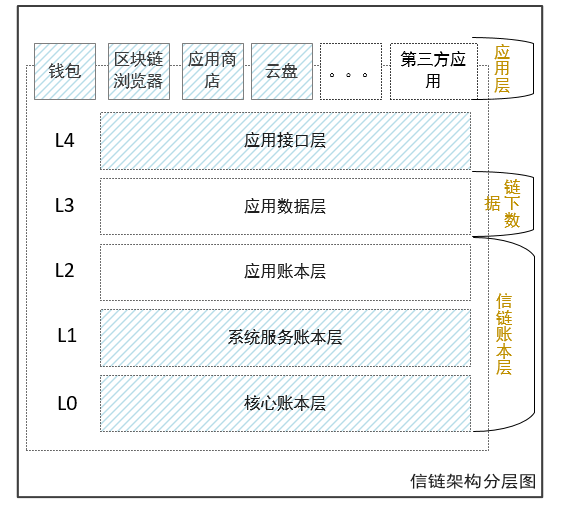 钱包
区块链
浏览器
应用商
店
云盘
。。。
第三方应
用
应用层
L4
应用接口层
L3
应用数据层
链下数
据
L2
应用账本层
L1
系统服务账本层
L0
核心账本层
信链账本层
信链架构分层图